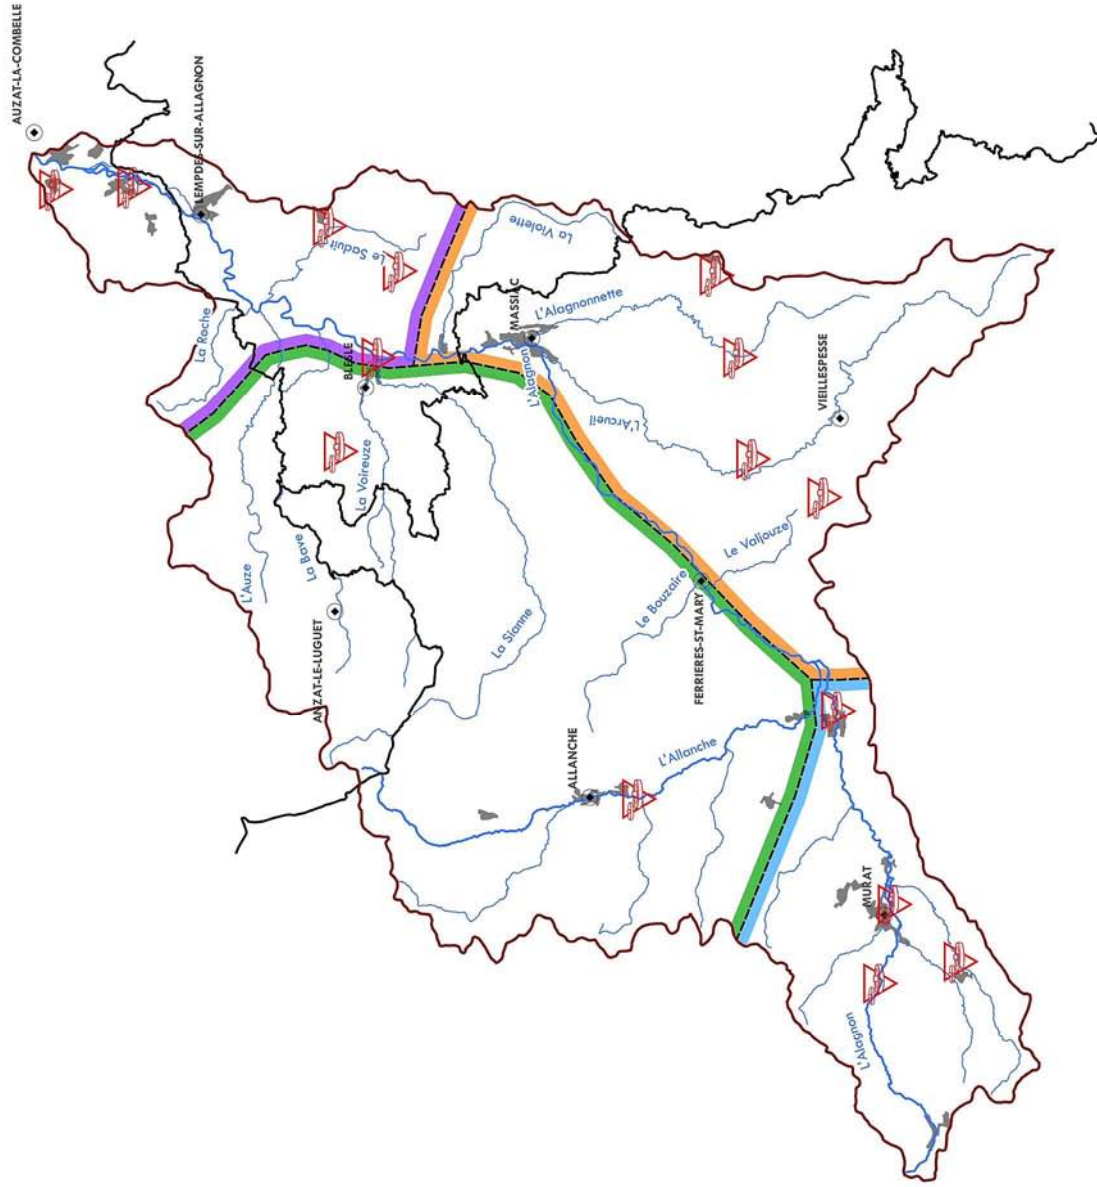 AUZAT-LA-COMBELLE
LEMPDES-SUR-ALLAGNON
La Roche
Le Saduit
La Violette
BLESLE
MASSIAC
L'Alagnonnette
L'Alagnon
L'Arcueil
VIEILLESPESSE
La Voireuze
L'Auze
La Bave
ANZAT-LE-LUGUET
La Sianne
Le Bouzaire
Le Valjouze
FERRIERES-ST-MARY
ALLANCHE
L'Allanche
MURAT
L'Alagnon